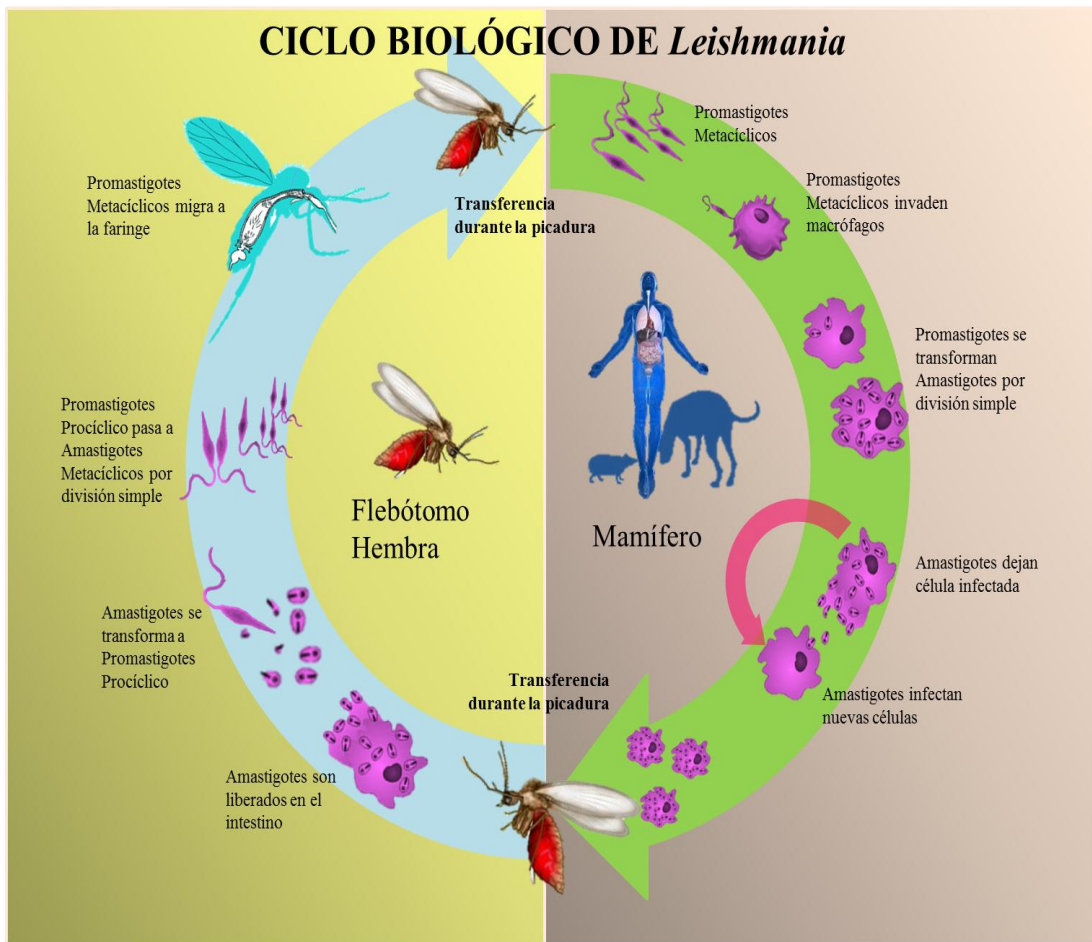 CICLO BIOLÓGICO DE Leishmania
Promastigotes
Metacíclicos
Promastigotes
Metacíclicos invaden
macrófagos
Promastigotes se
transforman
Amastigotes por
división simple
Amastigotes dejan
célula infectada
Amastigotes infectan
nuevas células
Transferencia
durante la picadura
Amastigotes son
liberados en el
intestino
Amastigotes se
transforma a
Promastigotes
Procíclico
Promastigotes
Procíclico pasa a
Amastigotes
Metacíclicos por
división simple
Promastigotes
Metacíclicos migra a
la faringe
Transferencia
durante la picadura
Flebótomo
Hembra
Mamífero